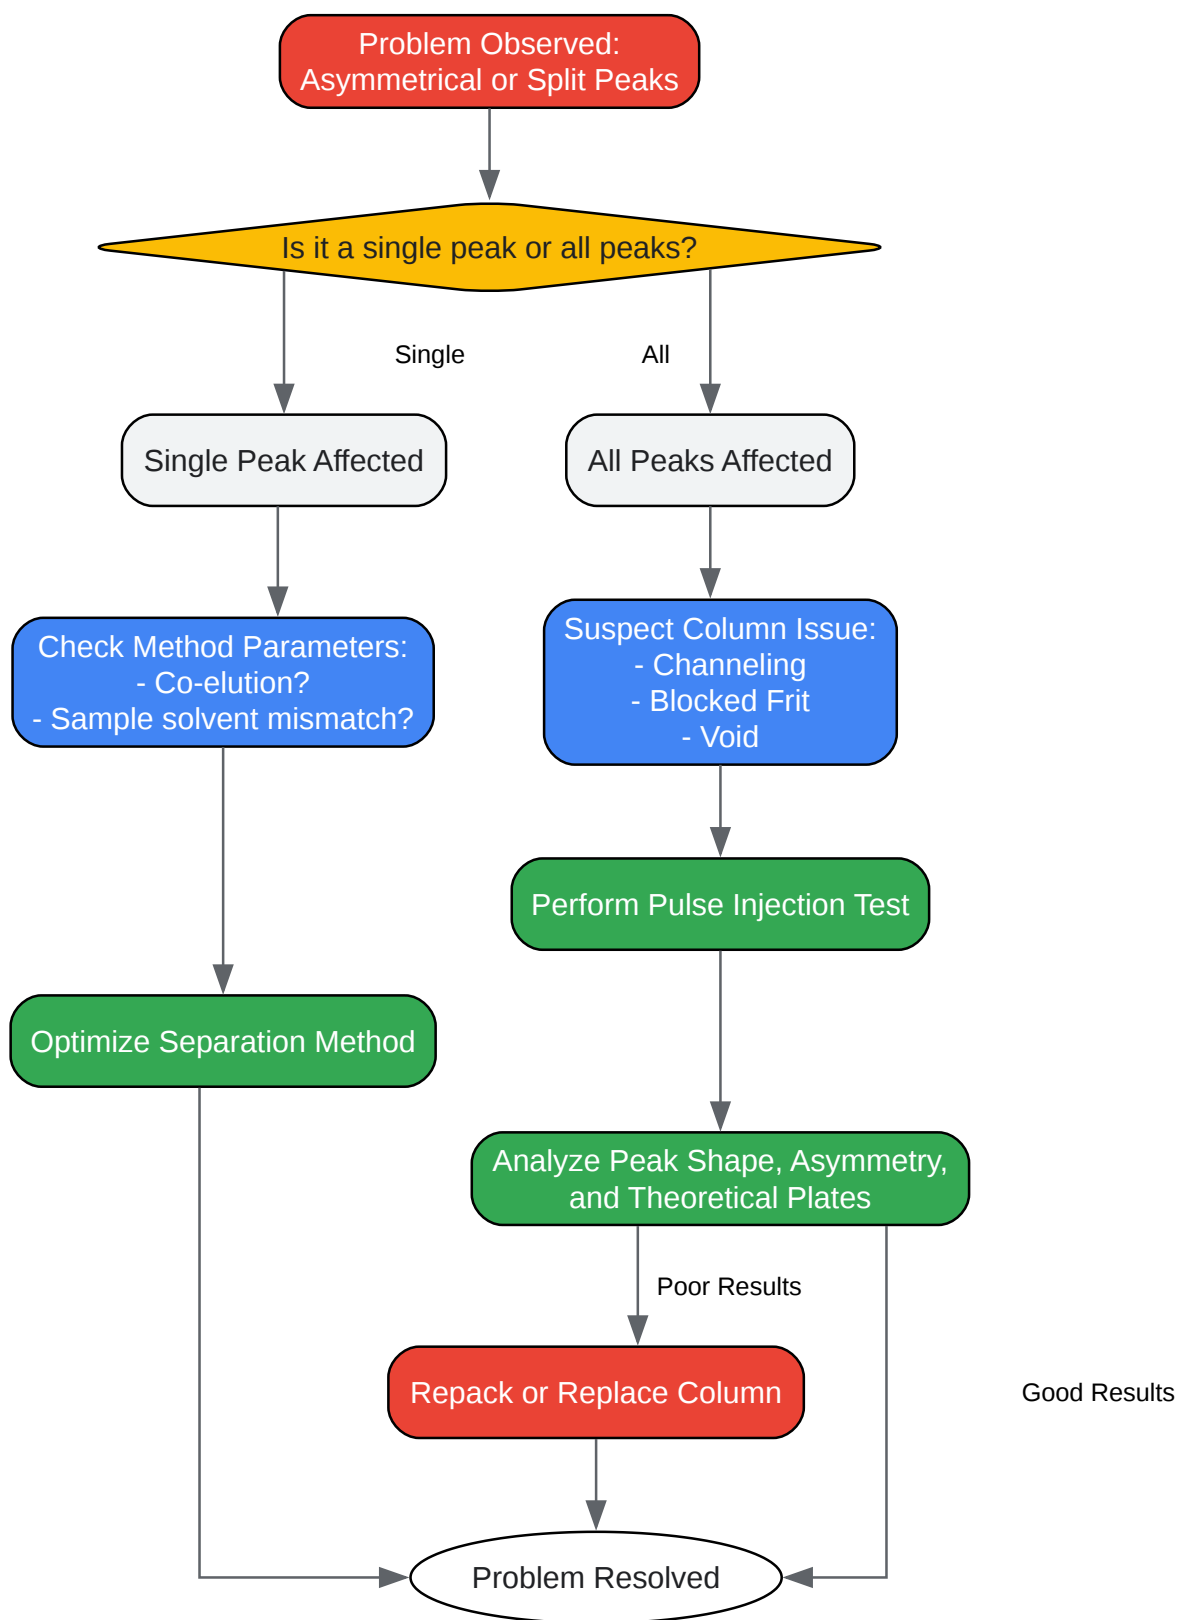 Problem Observed:
Asymmetrical or Split Peaks
Is it a single peak or all peaks?
Single
All
Single Peak Affected
All Peaks Affected
Check Method Parameters:
- Co-elution?
- Sample solvent mismatch?
Suspect Column Issue:
- Channeling
- Blocked Frit
- Void
Perform Pulse Injection Test
Optimize Separation Method
Analyze Peak Shape, Asymmetry,
and Theoretical Plates
Poor Results
Repack or Replace Column
Good Results
Problem Resolved